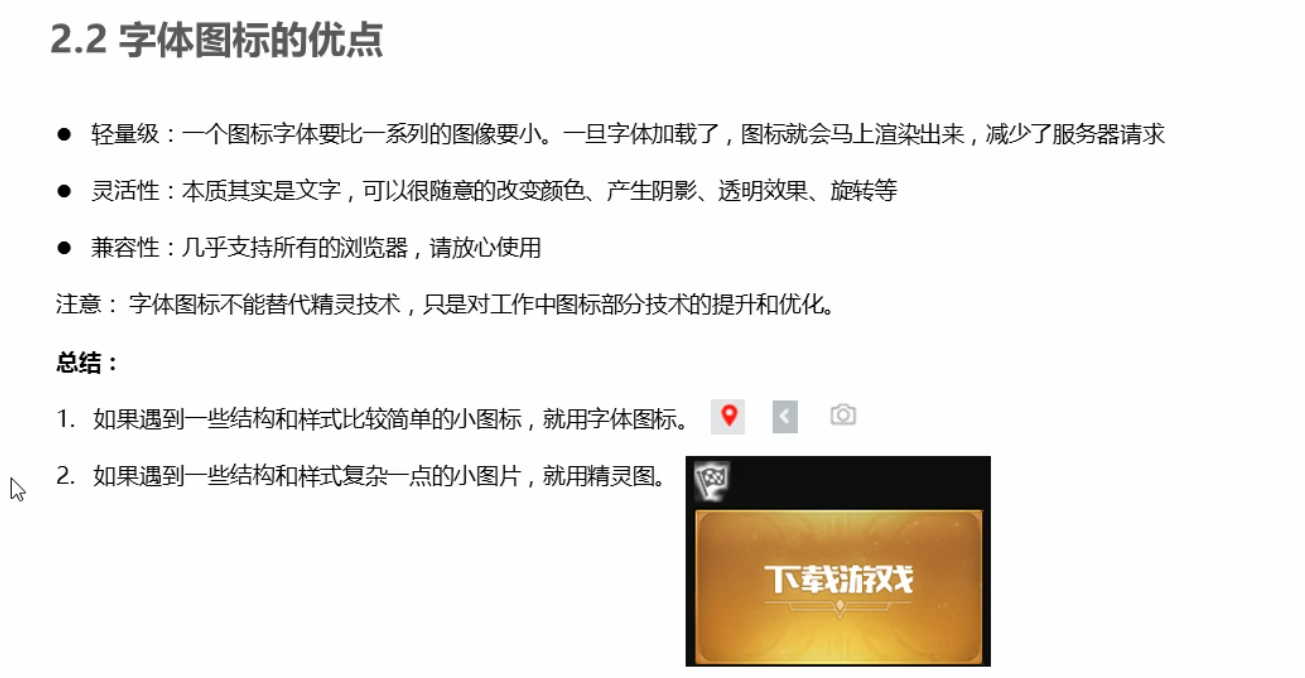 2.2 字体图标的优点
● 轻量级：一个图标字体要比一系列的图像要小。一旦字体加载了，图标就会马上渲染出来，减少了服务器请求
● 灵活性：本质其实是文字，可以很随意的改变颜色、产生阴影、透明效果、旋转等
● 兼容性：几乎支持所有的浏览器，请放心使用
注意： 字体图标不能替代精灵技术，只是对工作中图标部分技术的提升和优化。
总结：
1. 如果遇到一些结构和样式比较简单的小图标，就用字体图标。
2. 如果遇到一些结构和样式复杂一点的小图片，就用精灵图。
下载游戏